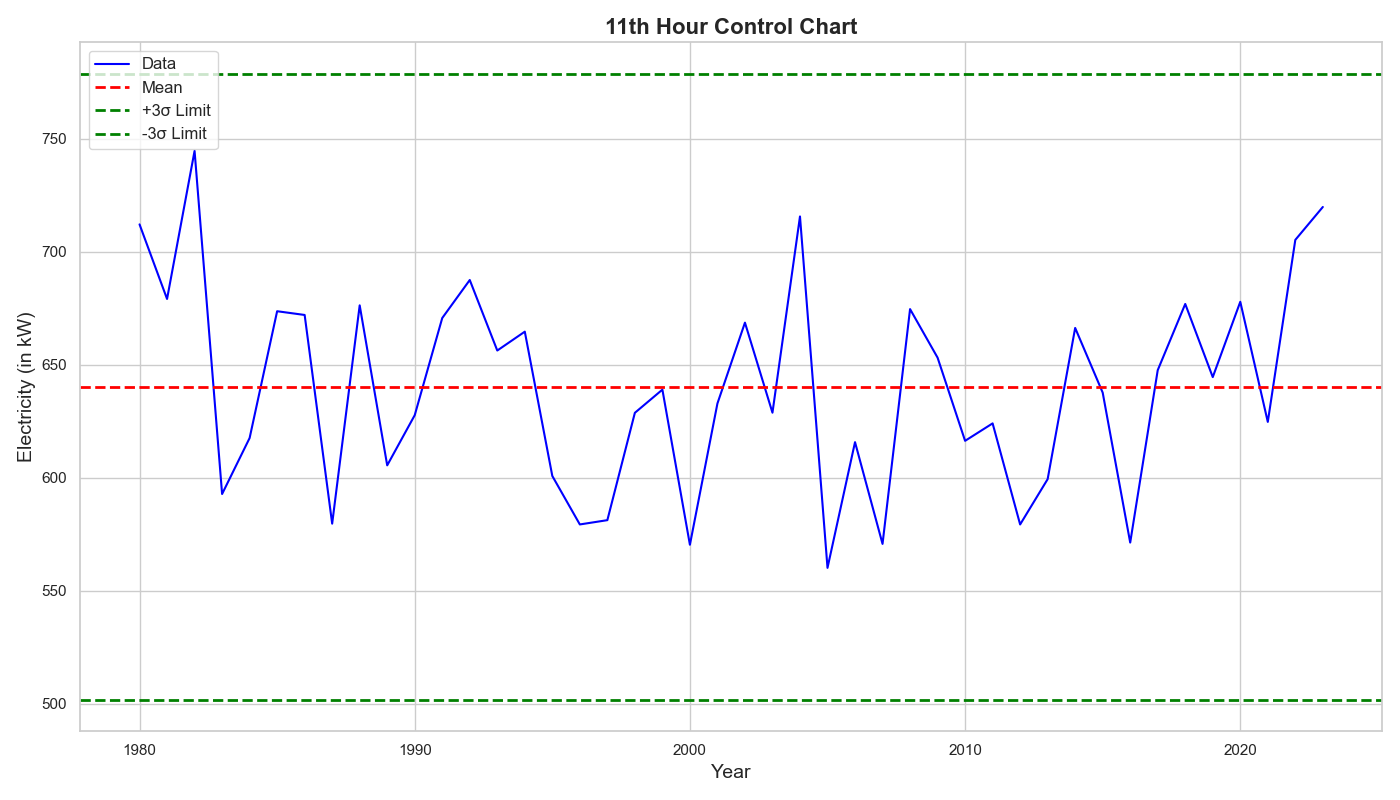 11th Hour Control Chart
Data
Mean
+3σ Limit
-3σ Limit
Electricity (in kW)
750
700
650
600
550
500
1980
1990
2000
2010
2020
Year